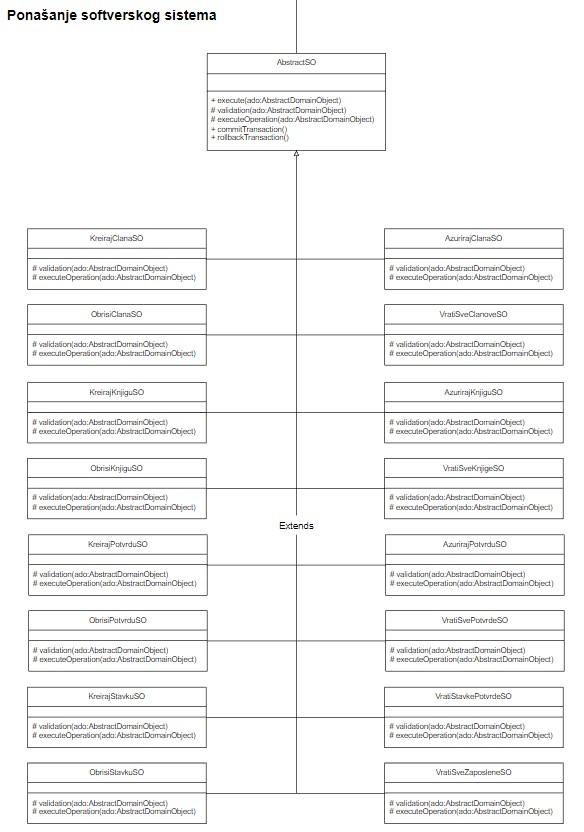 Ponašanje softverskog sistema
AbstractSO
+ execute(ado:AbstractDomainObject)
# validation(ado:AbstractDomainObject)
# executeOperation(ado:AbstractDomainObject)
+ commitTransaction()
+ rollbackTransaction()
KreirajClanaSO
# validation(ado:AbstractDomainObject)
# executeOperation(ado:AbstractDomainObject)
AzurirajClanaSO
# validation(ado:AbstractDomainObject)
# executeOperation(ado:AbstractDomainObject)
ObrisiClanaSO
# validation(ado:AbstractDomainObject)
# executeOperation(ado:AbstractDomainObject)
VratiSveClanoveSO
# validation(ado:AbstractDomainObject)
# executeOperation(ado:AbstractDomainObject)
KreirajKnjiguSO
# validation(ado:AbstractDomainObject)
# executeOperation(ado:AbstractDomainObject)
AzurirajKnjiguSO
# validation(ado:AbstractDomainObject)
# executeOperation(ado:AbstractDomainObject)
ObrisiKnjiguSO
# validation(ado:AbstractDomainObject)
# executeOperation(ado:AbstractDomainObject)
VratiSveKnjigeSO
# validation(ado:AbstractDomainObject)
# executeOperation(ado:AbstractDomainObject)
Extends
KreirajPotvrduSO
# validation(ado:AbstractDomainObject)
# executeOperation(ado:AbstractDomainObject)
AzurirajPotvrduSO
# validation(ado:AbstractDomainObject)
# executeOperation(ado:AbstractDomainObject)
ObrisiPotvrduSO
# validation(ado:AbstractDomainObject)
# executeOperation(ado:AbstractDomainObject)
VratiSvePotvrdeSO
# validation(ado:AbstractDomainObject)
# executeOperation(ado:AbstractDomainObject)
KreirajStavkuSO
# validation(ado:AbstractDomainObject)
# executeOperation(ado:AbstractDomainObject)
VratiStavkePotvrdeSO
# validation(ado:AbstractDomainObject)
# executeOperation(ado:AbstractDomainObject)
ObrisiStavkuSO
# validation(ado:AbstractDomainObject)
# executeOperation(ado:AbstractDomainObject)
VratiSveZaposleneSO
# validation(ado:AbstractDomainObject)
# executeOperation(ado:AbstractDomainObject)